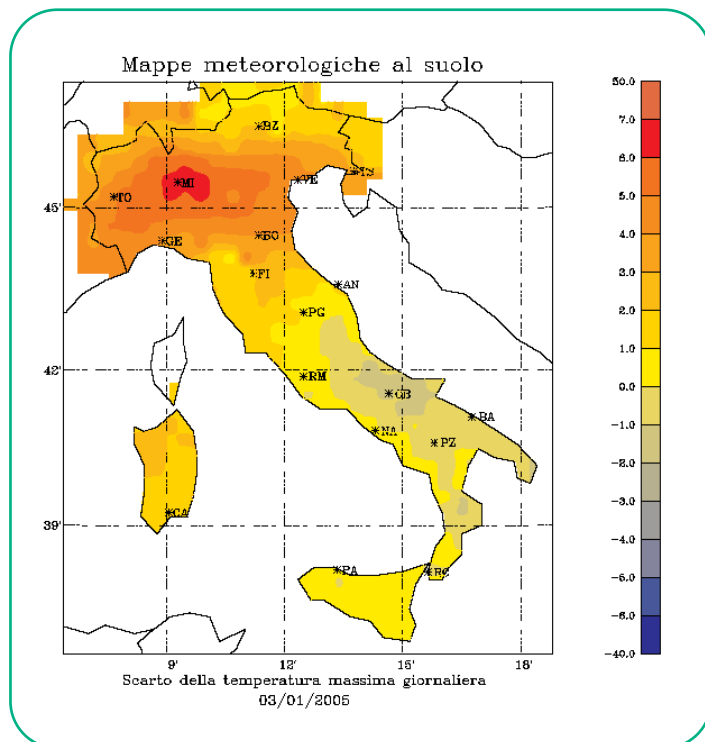 Mappe meteorologiche al suolo
50.0
7.0
6.0
5.0
4.0
3.0
2.0
1.0
0.0
-1.0
-2.0
-3.0
-4.0
-6.0
-6.0
-40.0
*BZ
*MI
*VE
*TS
*TO
45'
*GE
*BO
*FI
*AN
*PG
42'
*RM
*CB
*BA
*NA
*PZ
*CA
39'
*PA
*RC
9'
12'
15'
18'
Scarto della temperatura massima giornaliera
03/01/2005